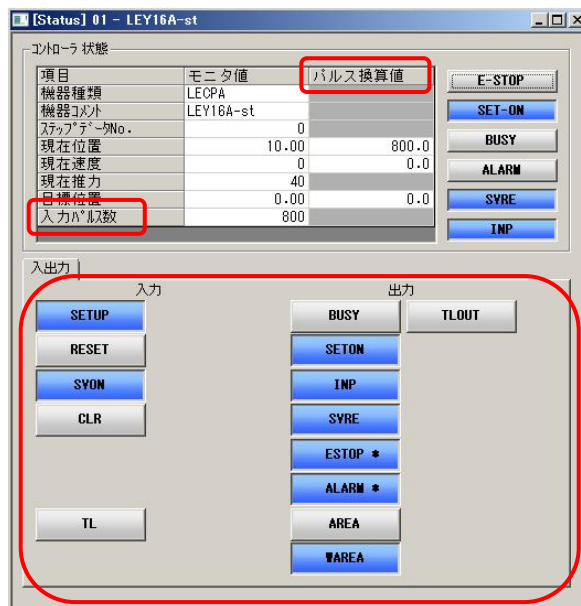 [Status] 01 - LEY16A-st
コントローラ 状態
項目 モニタ値 パルス換算値
機器種類 LECPA
機器コメント LEY16A-st
ステップデータNo. 0
現在位置 10.00 800.0
現在速度 0 0.0
現在推力 40
目標位置 0.00 0.0
入力パルス数 800
E-STOP
SET-ON
BUSY
ALARM
SVRE
INP
入出力
入力 出力
SETUP BUSY TLOUT
RESET SETON
SVON INP
CLR SVRE
ESTOP *
ALARM *
TL AREA
WAREA